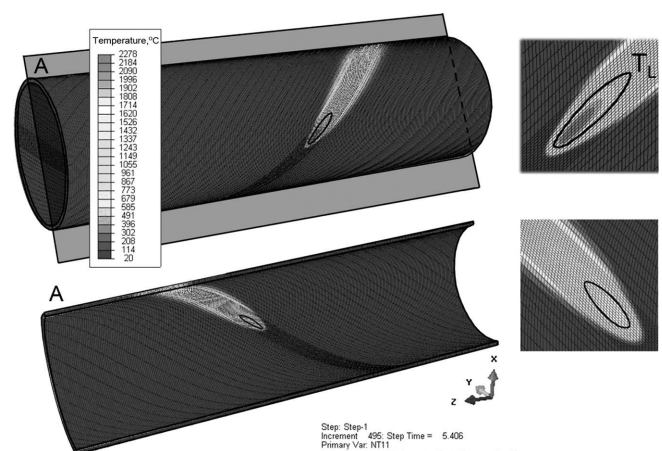 Temperature,ºC
2278
2184
2090
1996
1902
1808
1714
1620
1526
1432
1337
1243
1149
1055
961
867
773
679
585
491
396
302
208
114
20
A
T_L
A
X
Y
Z
Step: Step-1
Increment 495: Step Time = 5.406
Primary Var: NT11